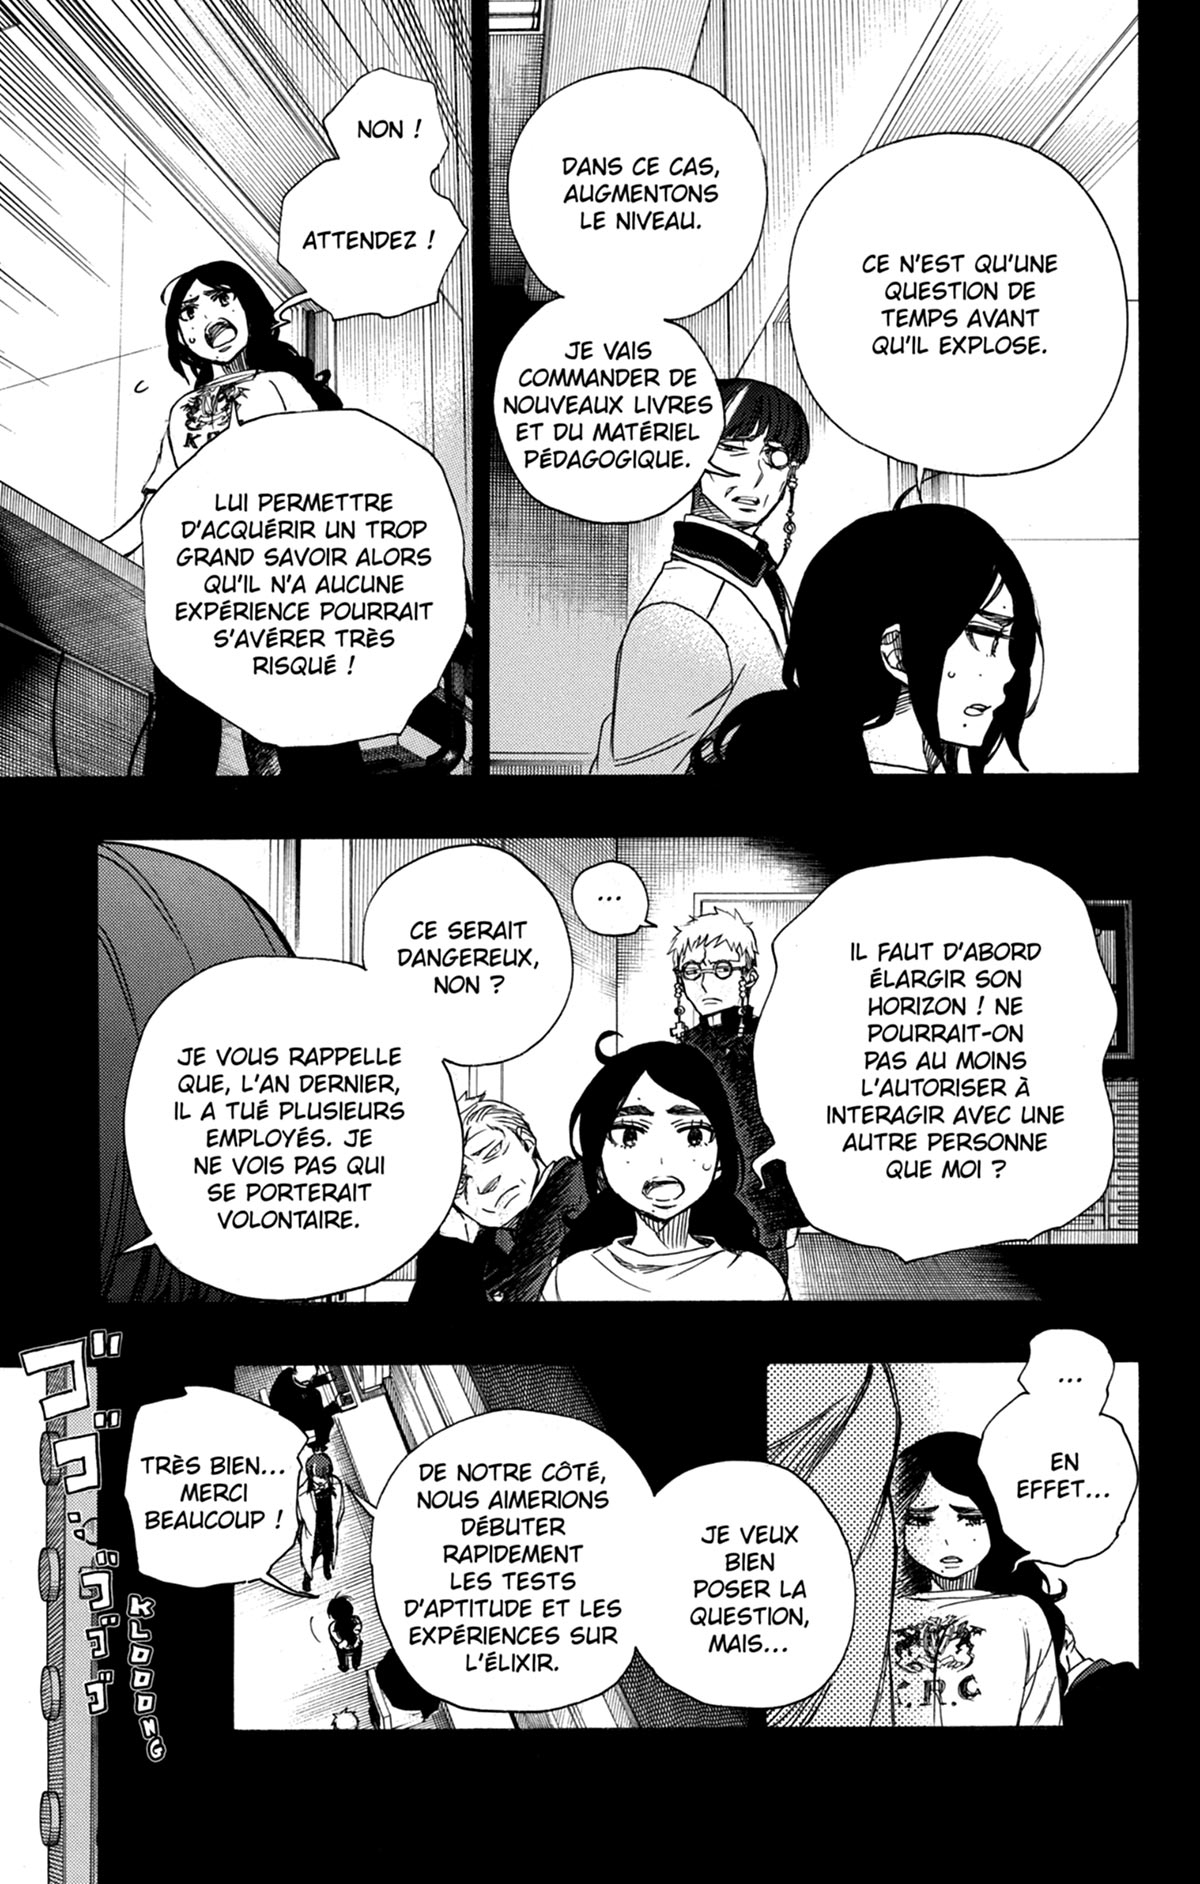 CE N'EST QU'UNE
QUESTION DE
TEMPS AVANT
QU'IL EXPLOSE.
DANS CE CAS,
AUGMENTONS
LE NIVEAU.
JE VAIS
COMMANDER DE
NOUVEAUX LIVRES
ET DU MATÉRIEL
PÉDAGOGIQUE.
NON !
ATTENDEZ !
LUI PERMETTRE
D'ACQUÉRIR UN TROP
GRAND SAVOIR ALORS
QU'IL N'A AUCUNE
EXPÉRIENCE POURRAIT
S'AVÉRER TRÈS
RISQUÉ !
IL FAUT D'ABORD
ÉLARGIR SON
HORIZON ! NE
POURRAIT-ON
PAS AU MOINS
L'AUTORISER À
INTERAGIR AVEC UNE
AUTRE PERSONNE
QUE MOI ?
...
CE SERAIT
DANGEREUX,
NON ?
JE VOUS RAPPELLE
QUE, L'AN DERNIER,
IL A TUÉ PLUSIEURS
EMPLOYÉS. JE
NE VOIS PAS QUI
SE PORTERAIT
VOLONTAIRE.
...
EN
EFFET...
.R.C
JE VEUX
BIEN
POSER LA
QUESTION,
MAIS...
DE NOTRE CÔTÉ,
NOUS AIMERIONS
DÉBUTER
RAPIDEMENT
LES TESTS
D'APTITUDE ET LES
EXPÉRIENCES SUR
L'ÉLIXIR.
TRÈS BIEN...
MERCI
BEAUCOUP !
ゴゴゴ
ゴゴゴ
KLOOONG